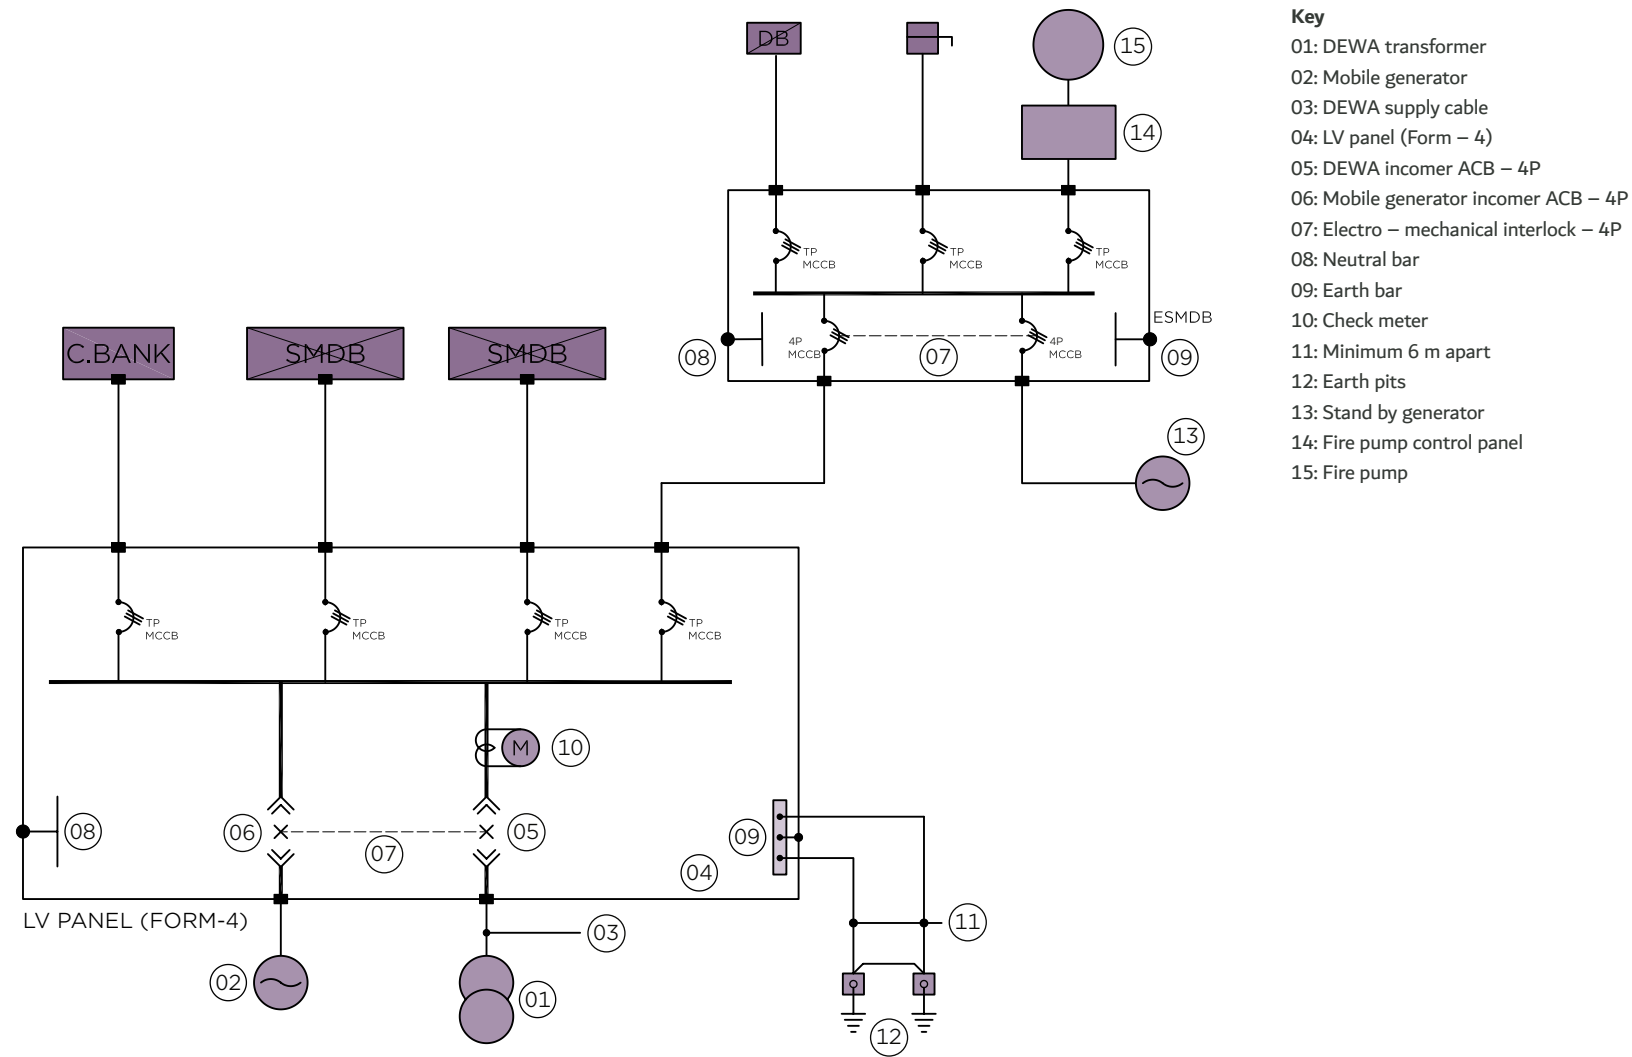 DB
15
14
TP
MCCB
TP
MCCB
TP
MCCB
ESMDB
08
4P
MCCB
07
4P
MCCB
09
C.BANK
SMDB
SMDB
13
TP
MCCB
TP
MCCB
TP
MCCB
TP
MCCB
M
10
08
06
07
05
09
04
LV PANEL (FORM-4)
03
11
02
01
12
Key
01: DEWA transformer
02: Mobile generator
03: DEWA supply cable
04: LV panel (Form – 4)
05: DEWA incomer ACB – 4P
06: Mobile generator incomer ACB – 4P
07: Electro – mechanical interlock – 4P
08: Neutral bar
09: Earth bar
10: Check meter
11: Minimum 6 m apart
12: Earth pits
13: Stand by generator
14: Fire pump control panel
15: Fire pump